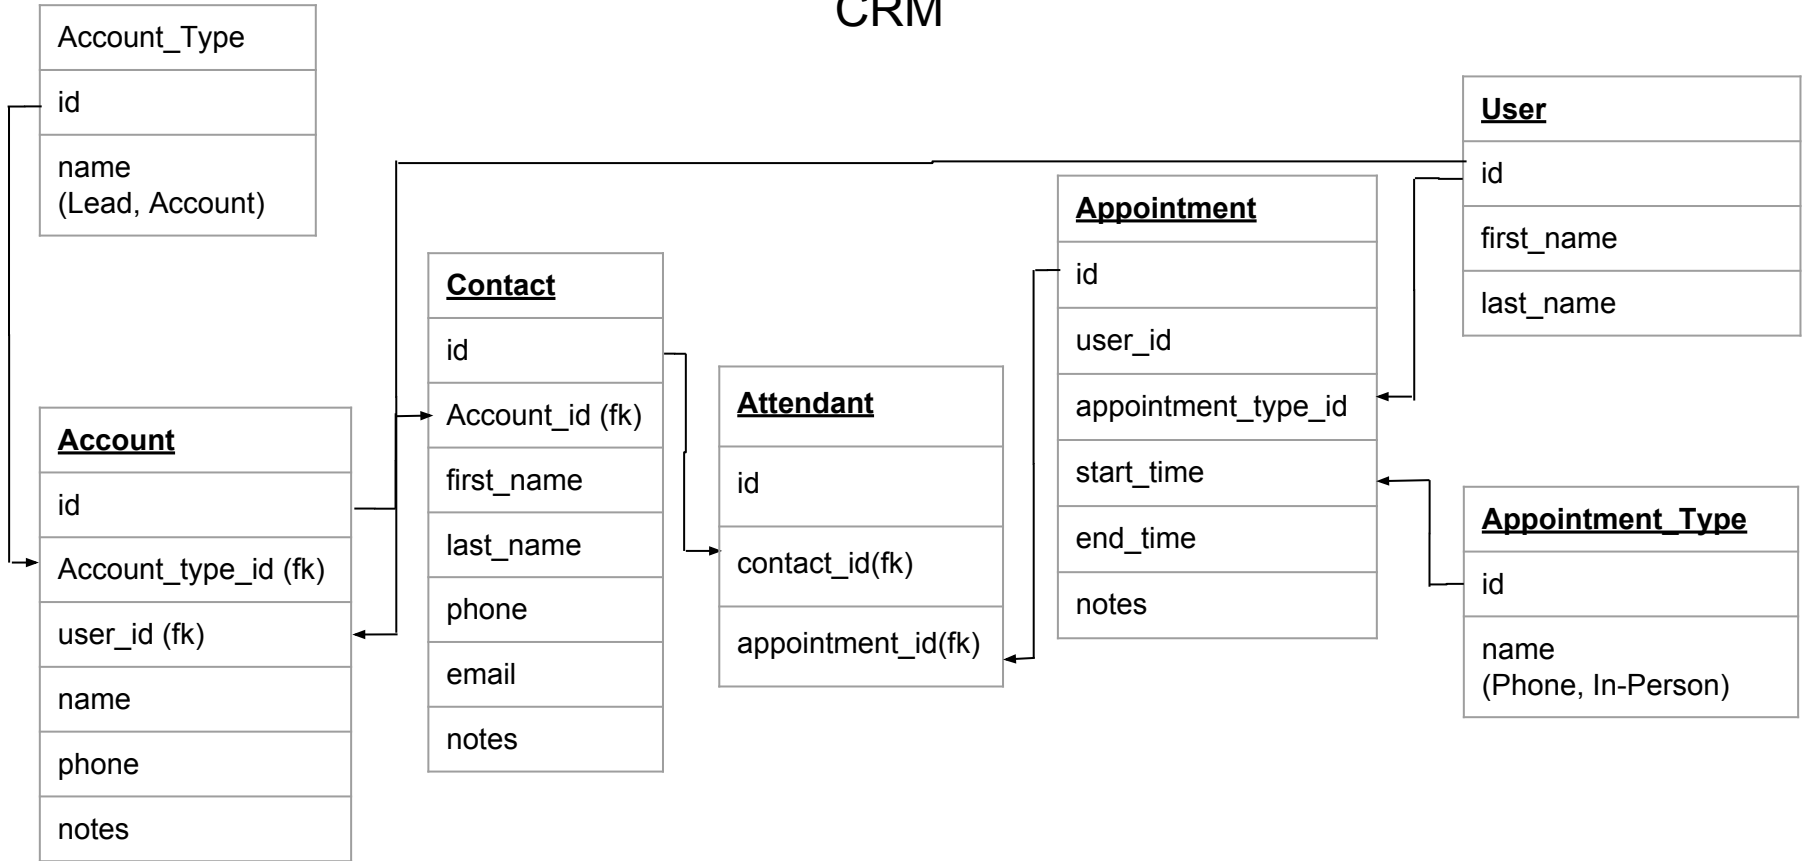 CRM
Account_Type
id
name
(Lead, Account)
Account
id
Account_type_id (fk)
user_id (fk)
name
phone
notes
Contact
id
Account_id (fk)
first_name
last_name
phone
email
notes
Attendant
id
contact_id(fk)
appointment_id(fk)
Appointment
id
user_id
appointment_type_id
start_time
end_time
notes
User
id
first_name
last_name
Appointment_Type
id
name
(Phone, In-Person)